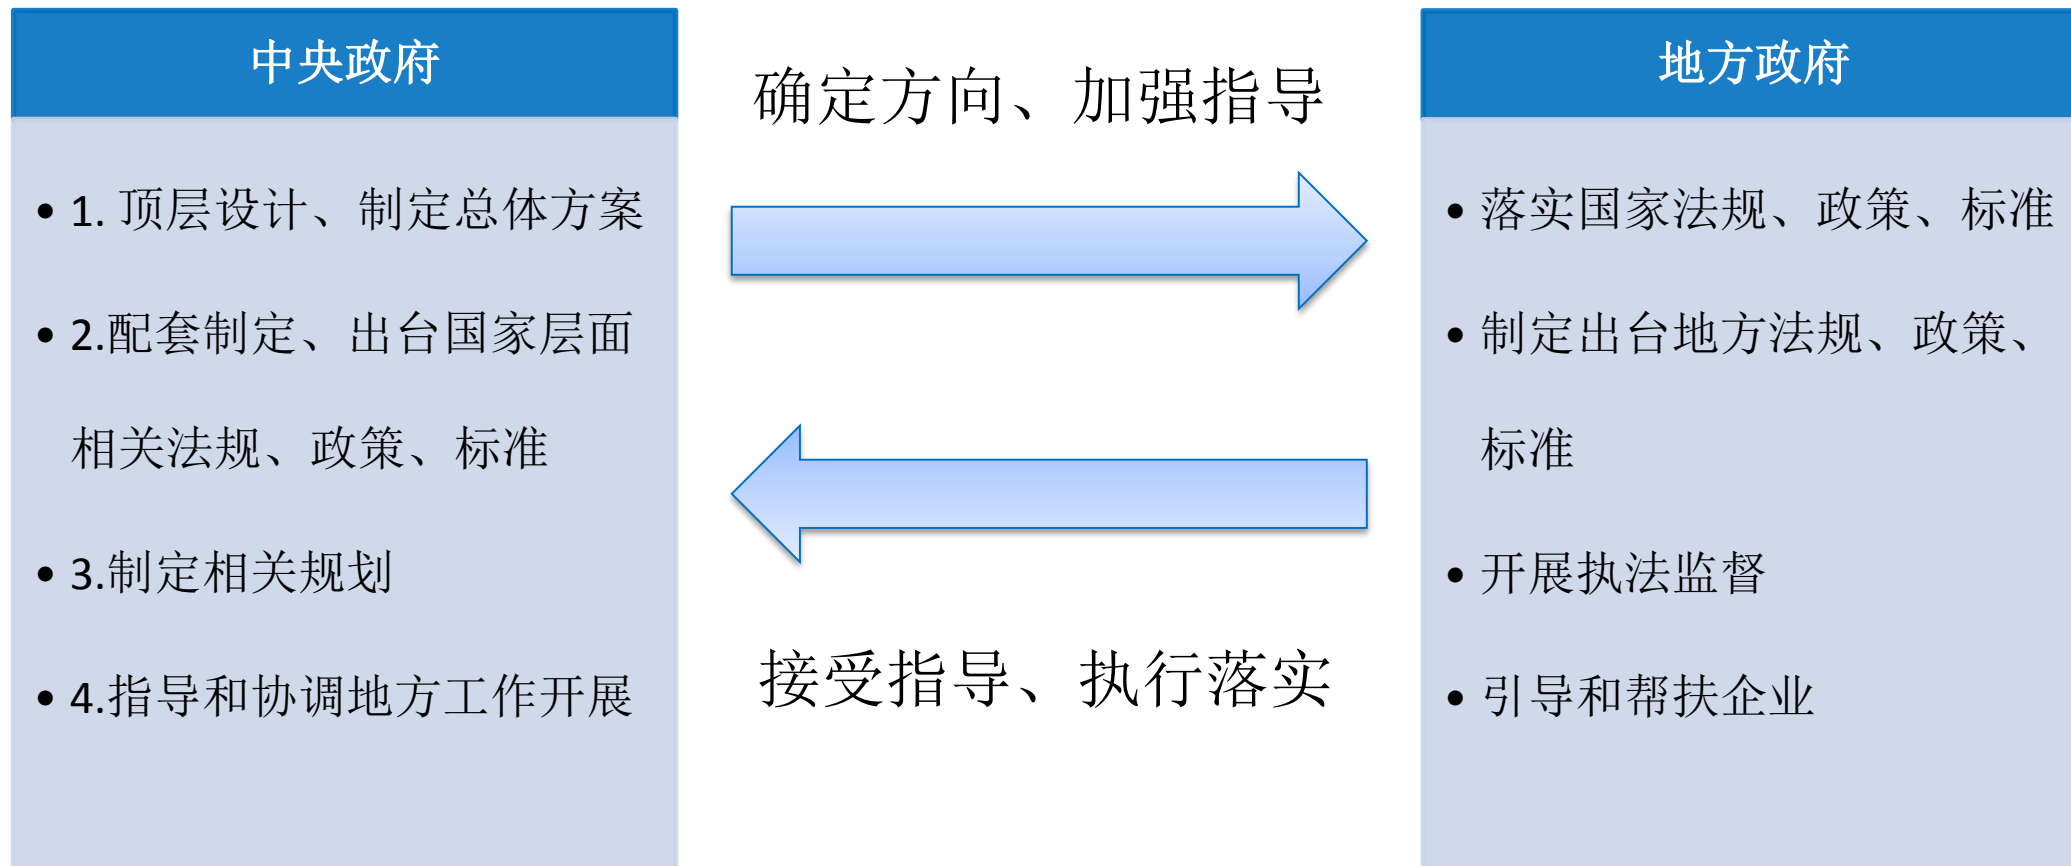 中央政府
• 1. 顶层设计、制定总体方案
• 2.配套制定、出台国家层面
相关法规、政策、标准
• 3.制定相关规划
• 4.指导和协调地方工作开展
确定方向、加强指导
接受指导、执行落实
地方政府
• 落实国家法规、政策、标准
• 制定出台地方法规、政策、
标准
• 开展执法监督
• 引导和帮扶企业